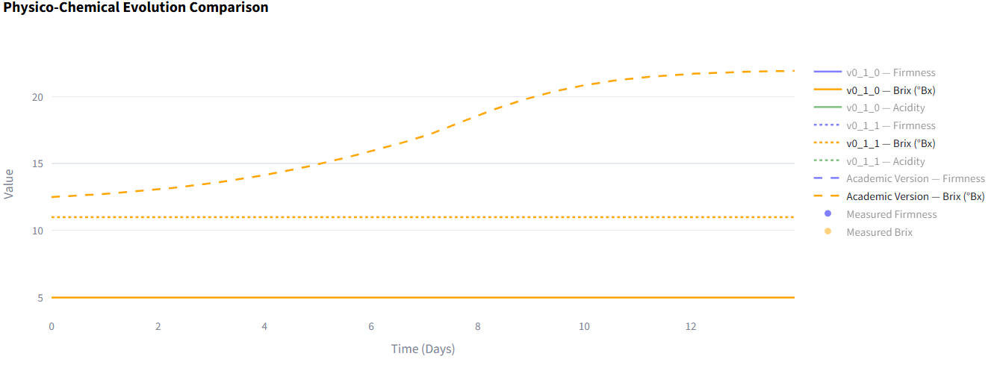 Physico-Chemical Evolution Comparison
Value
20
15
10
5
0 2 4 6 8 10 12
Time (Days)
v0_1_0 — Firmness
v0_1_0 — Brix (°Bx)
v0_1_0 — Acidity
v0_1_1 — Firmness
v0_1_1 — Brix (°Bx)
v0_1_1 — Acidity
Academic Version — Firmness
Academic Version — Brix (°Bx)
Measured Firmness
Measured Brix